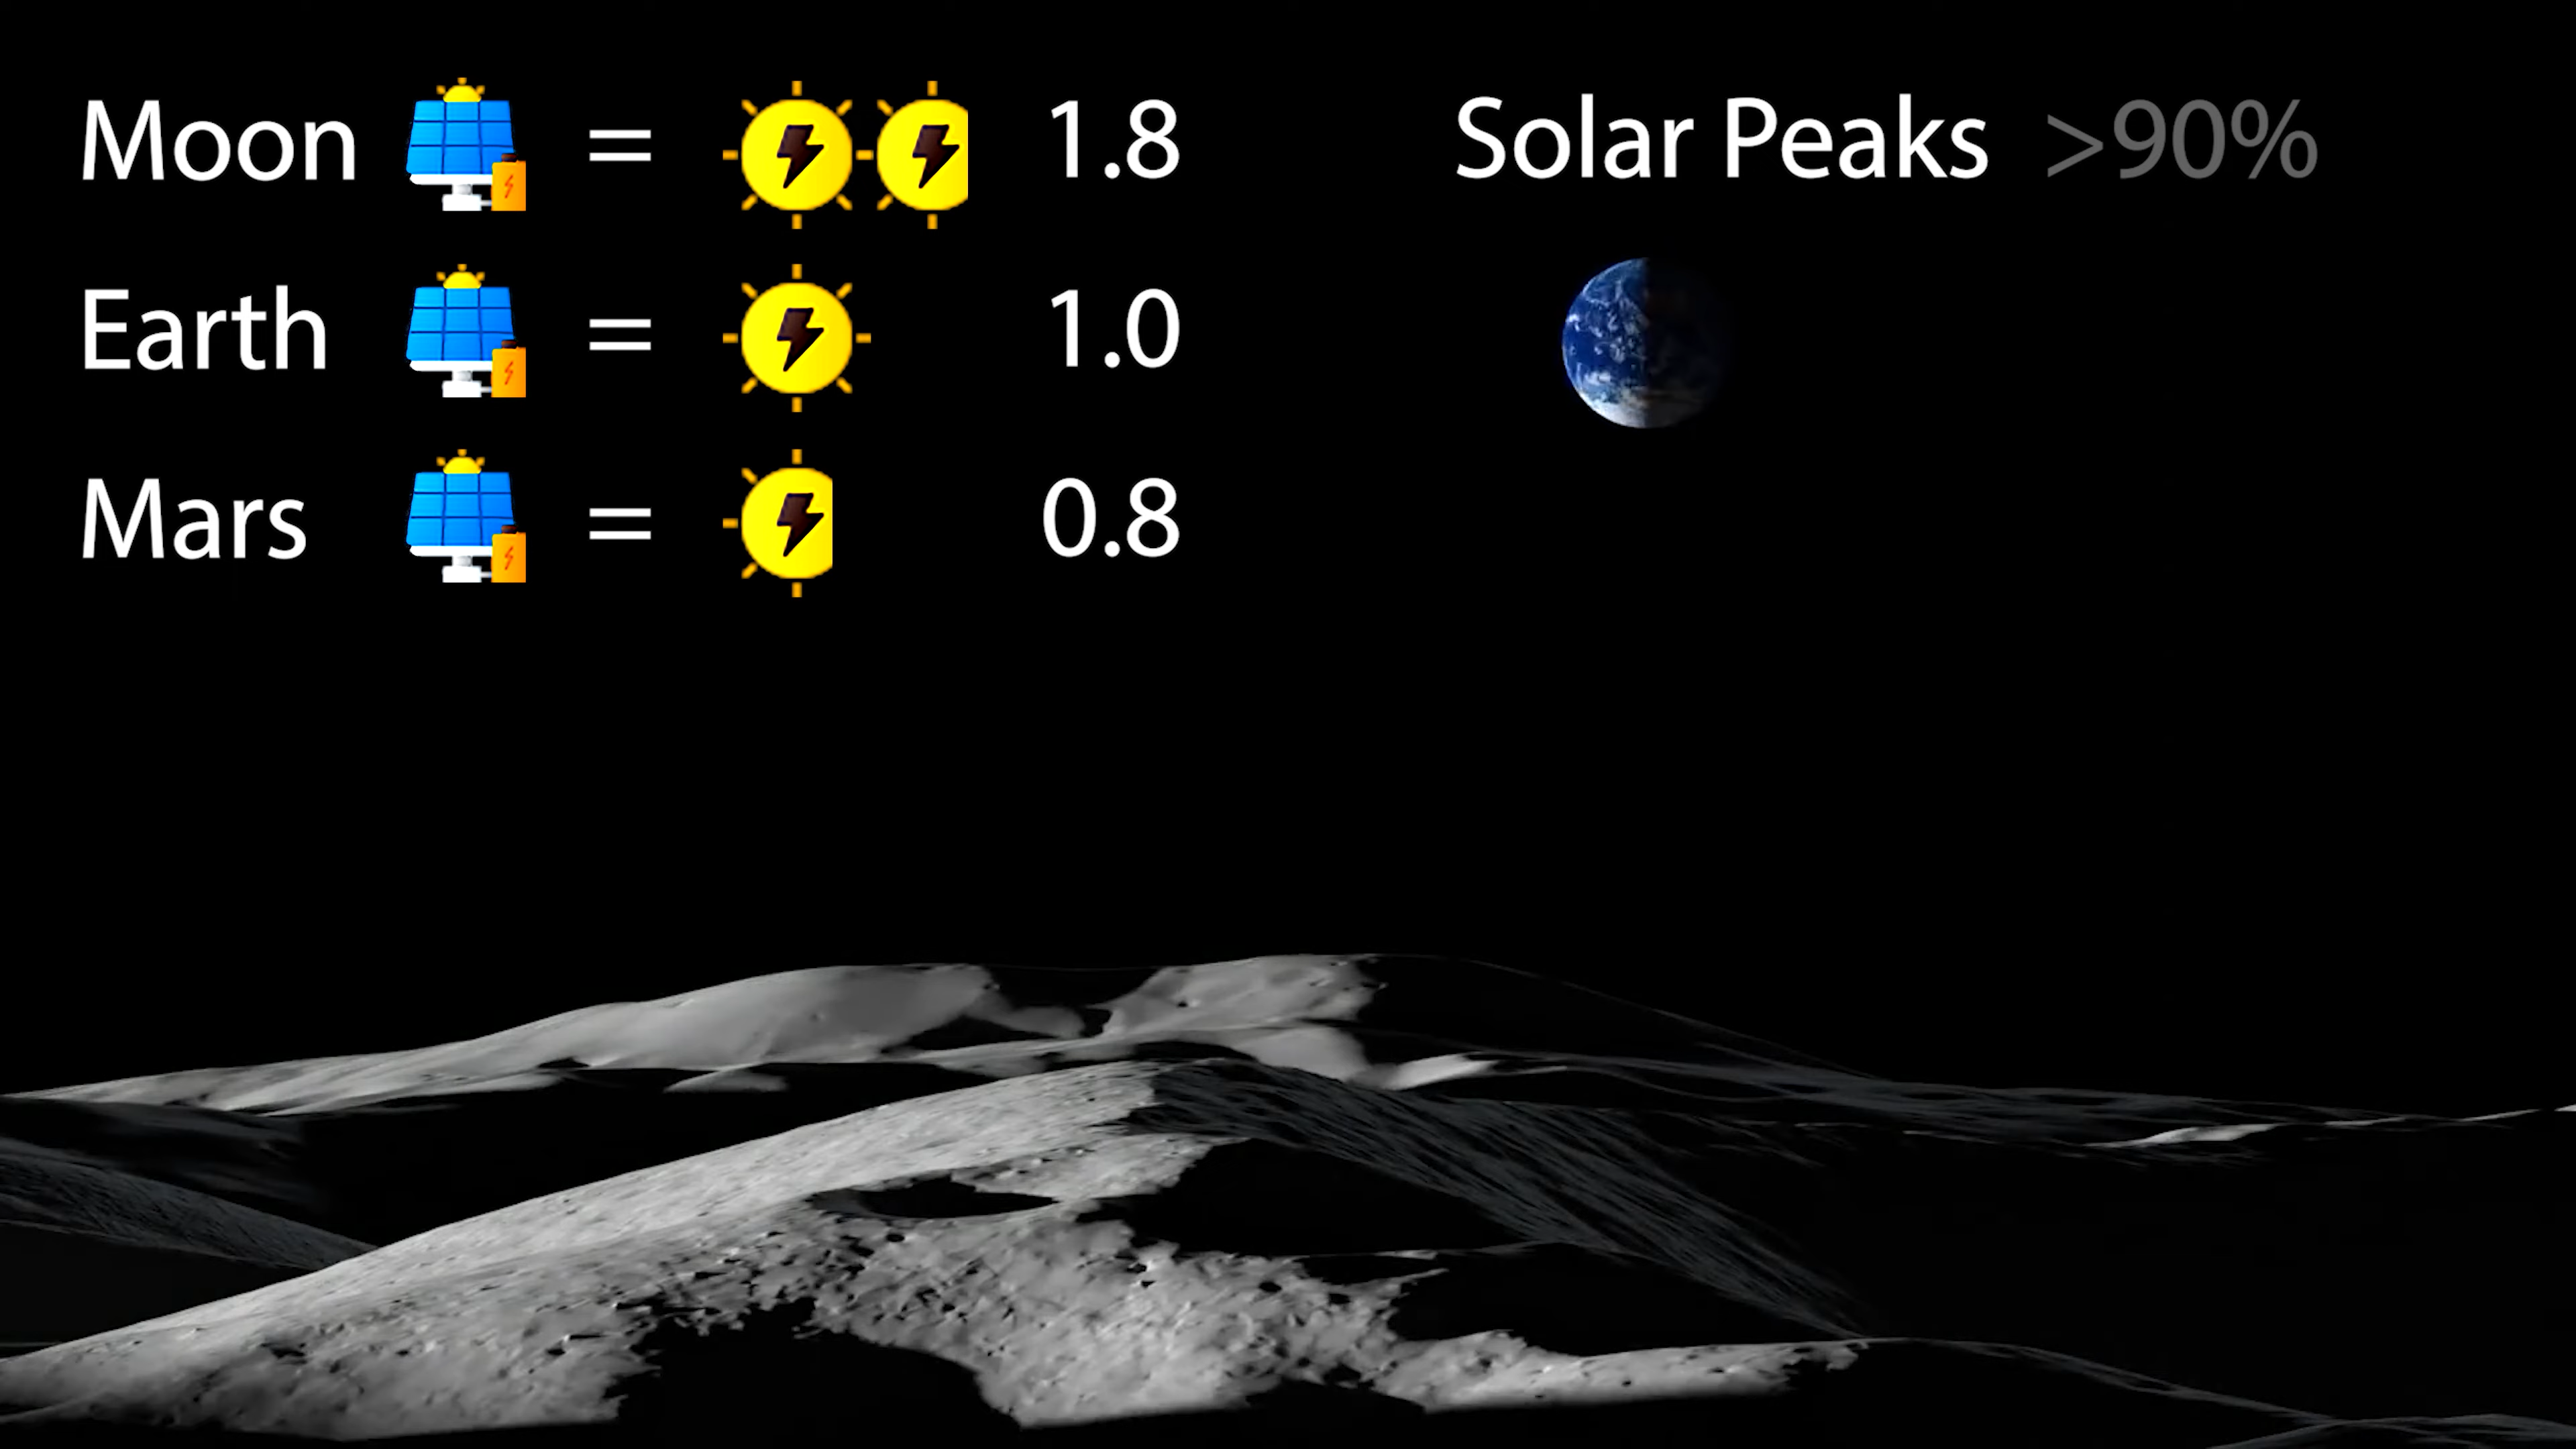 Moon = 1.8
Earth = 1.0
Mars = 0.8
Solar Peaks >90%